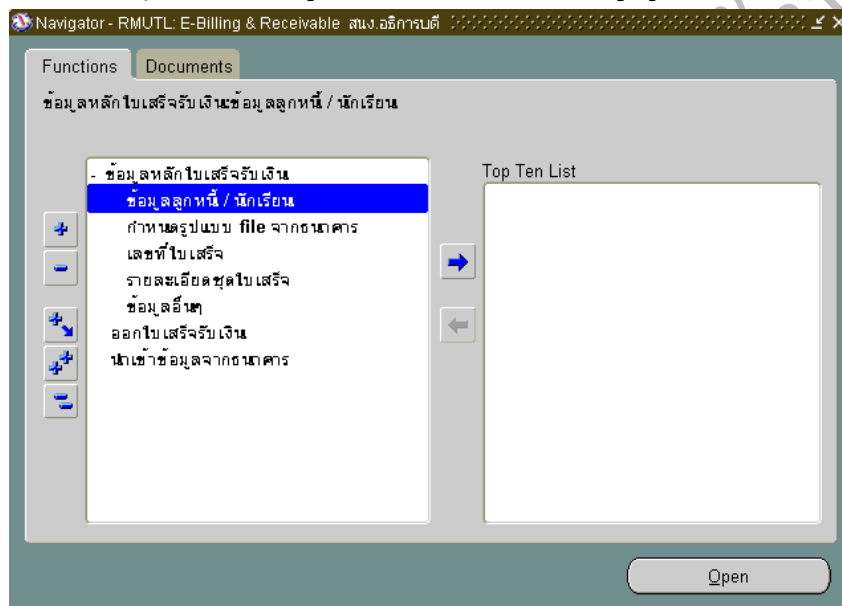 Navigator - RMUTL: E-Billing & Receivable สนง.อธิการบดี
Functions
Documents
ข้อมูลหลักใบเสร็จรับเงิน:ข้อมูลลูกหนี้ / นักเรียน
Top Ten List
- ข้อมูลหลักใบเสร็จรับเงิน
ข้อมูลลูกหนี้ / นักเรียน
กำหนดรูปแบบ file จากธนาคาร
เลขที่ใบเสร็จ
รายละเอียดชุดใบเสร็จ
ข้อมูลอื่นๆ
ออกใบเสร็จรับเงิน
นำเข้าข้อมูลจากธนาคาร
Open